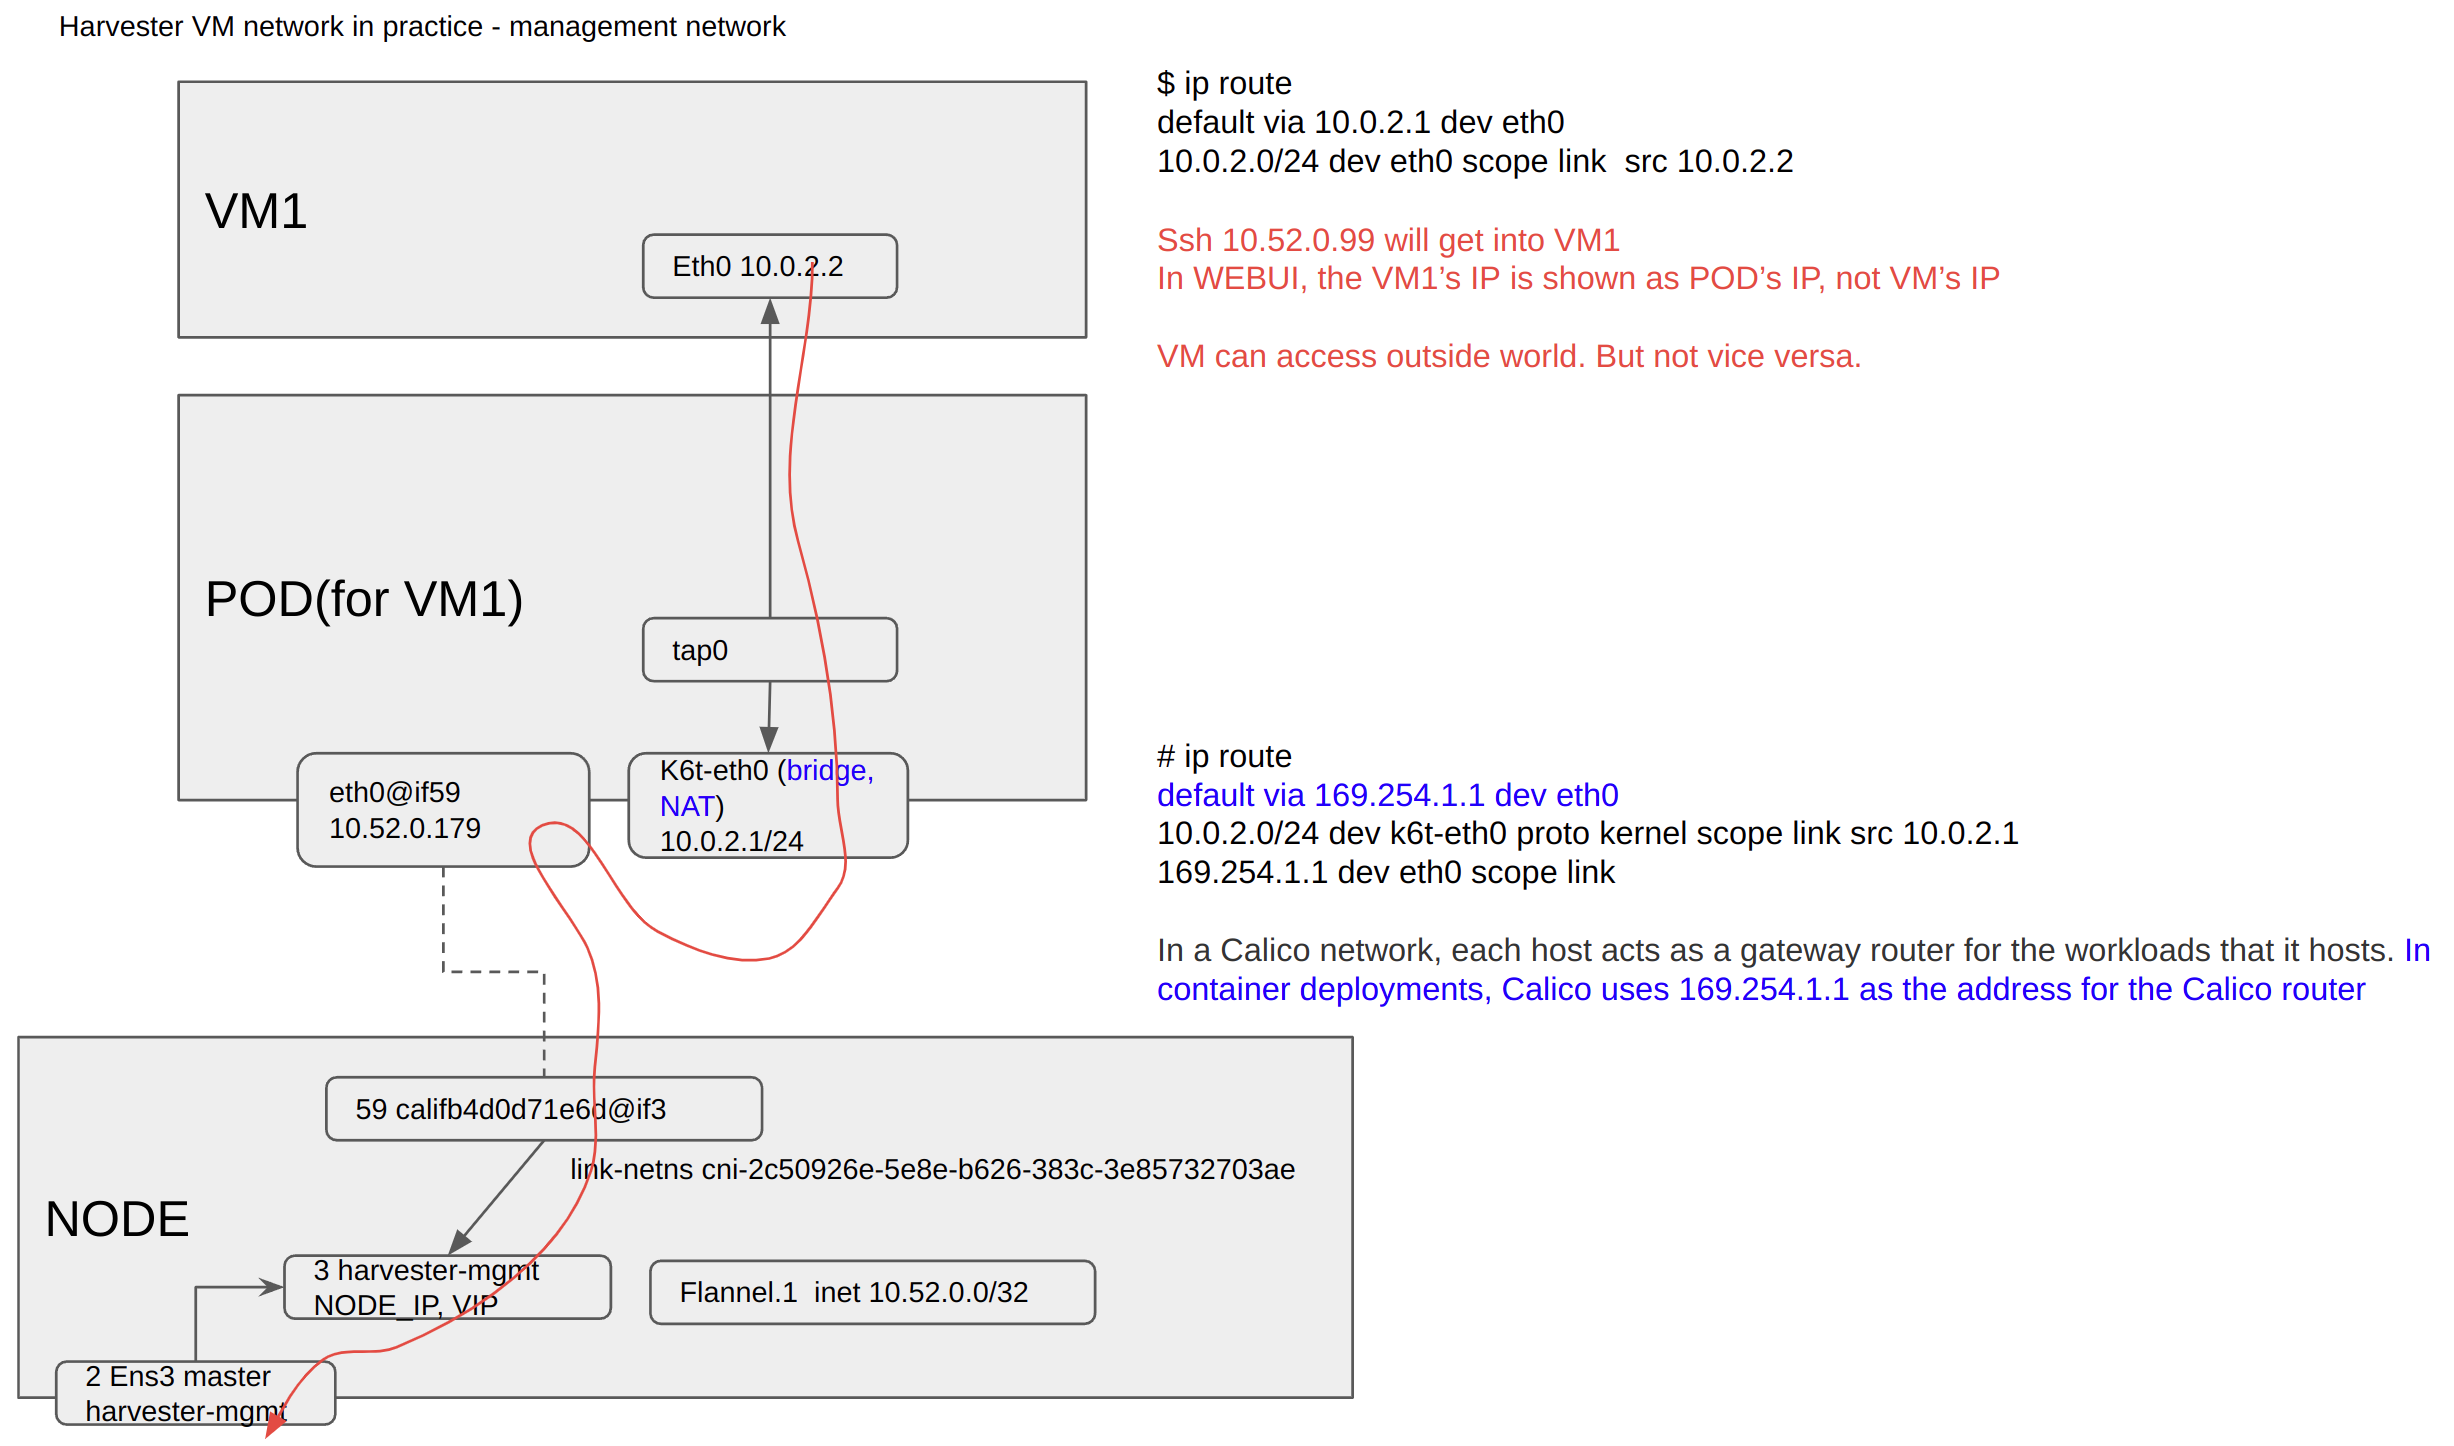 Harvester VM network in practice - management network
$ ip route
default via 10.0.2.1 dev eth0
10.0.2.0/24 dev eth0 scope link  src 10.0.2.2
Ssh 10.52.0.99 will get into VM1
In WEBUI, the VM1’s IP is shown as POD’s IP, not VM’s IP
VM can access outside world. But not vice versa.
VM1
Eth0 10.0.2.2
POD(for VM1)
tap0
eth0@if59
10.52.0.179
K6t-eth0 (bridge,
NAT)
10.0.2.1/24
# ip route
default via 169.254.1.1 dev eth0
10.0.2.0/24 dev k6t-eth0 proto kernel scope link src 10.0.2.1
169.254.1.1 dev eth0 scope link
In a Calico network, each host acts as a gateway router for the workloads that it hosts. In
container deployments, Calico uses 169.254.1.1 as the address for the Calico router
59 califb4d0d71e6d@if3
link-netns cni-2c50926e-5e8e-b626-383c-3e85732703ae
NODE
3 harvester-mgmt
NODE_IP, VIP
Flannel.1  inet 10.52.0.0/32
2 Ens3 master
harvester-mgmt